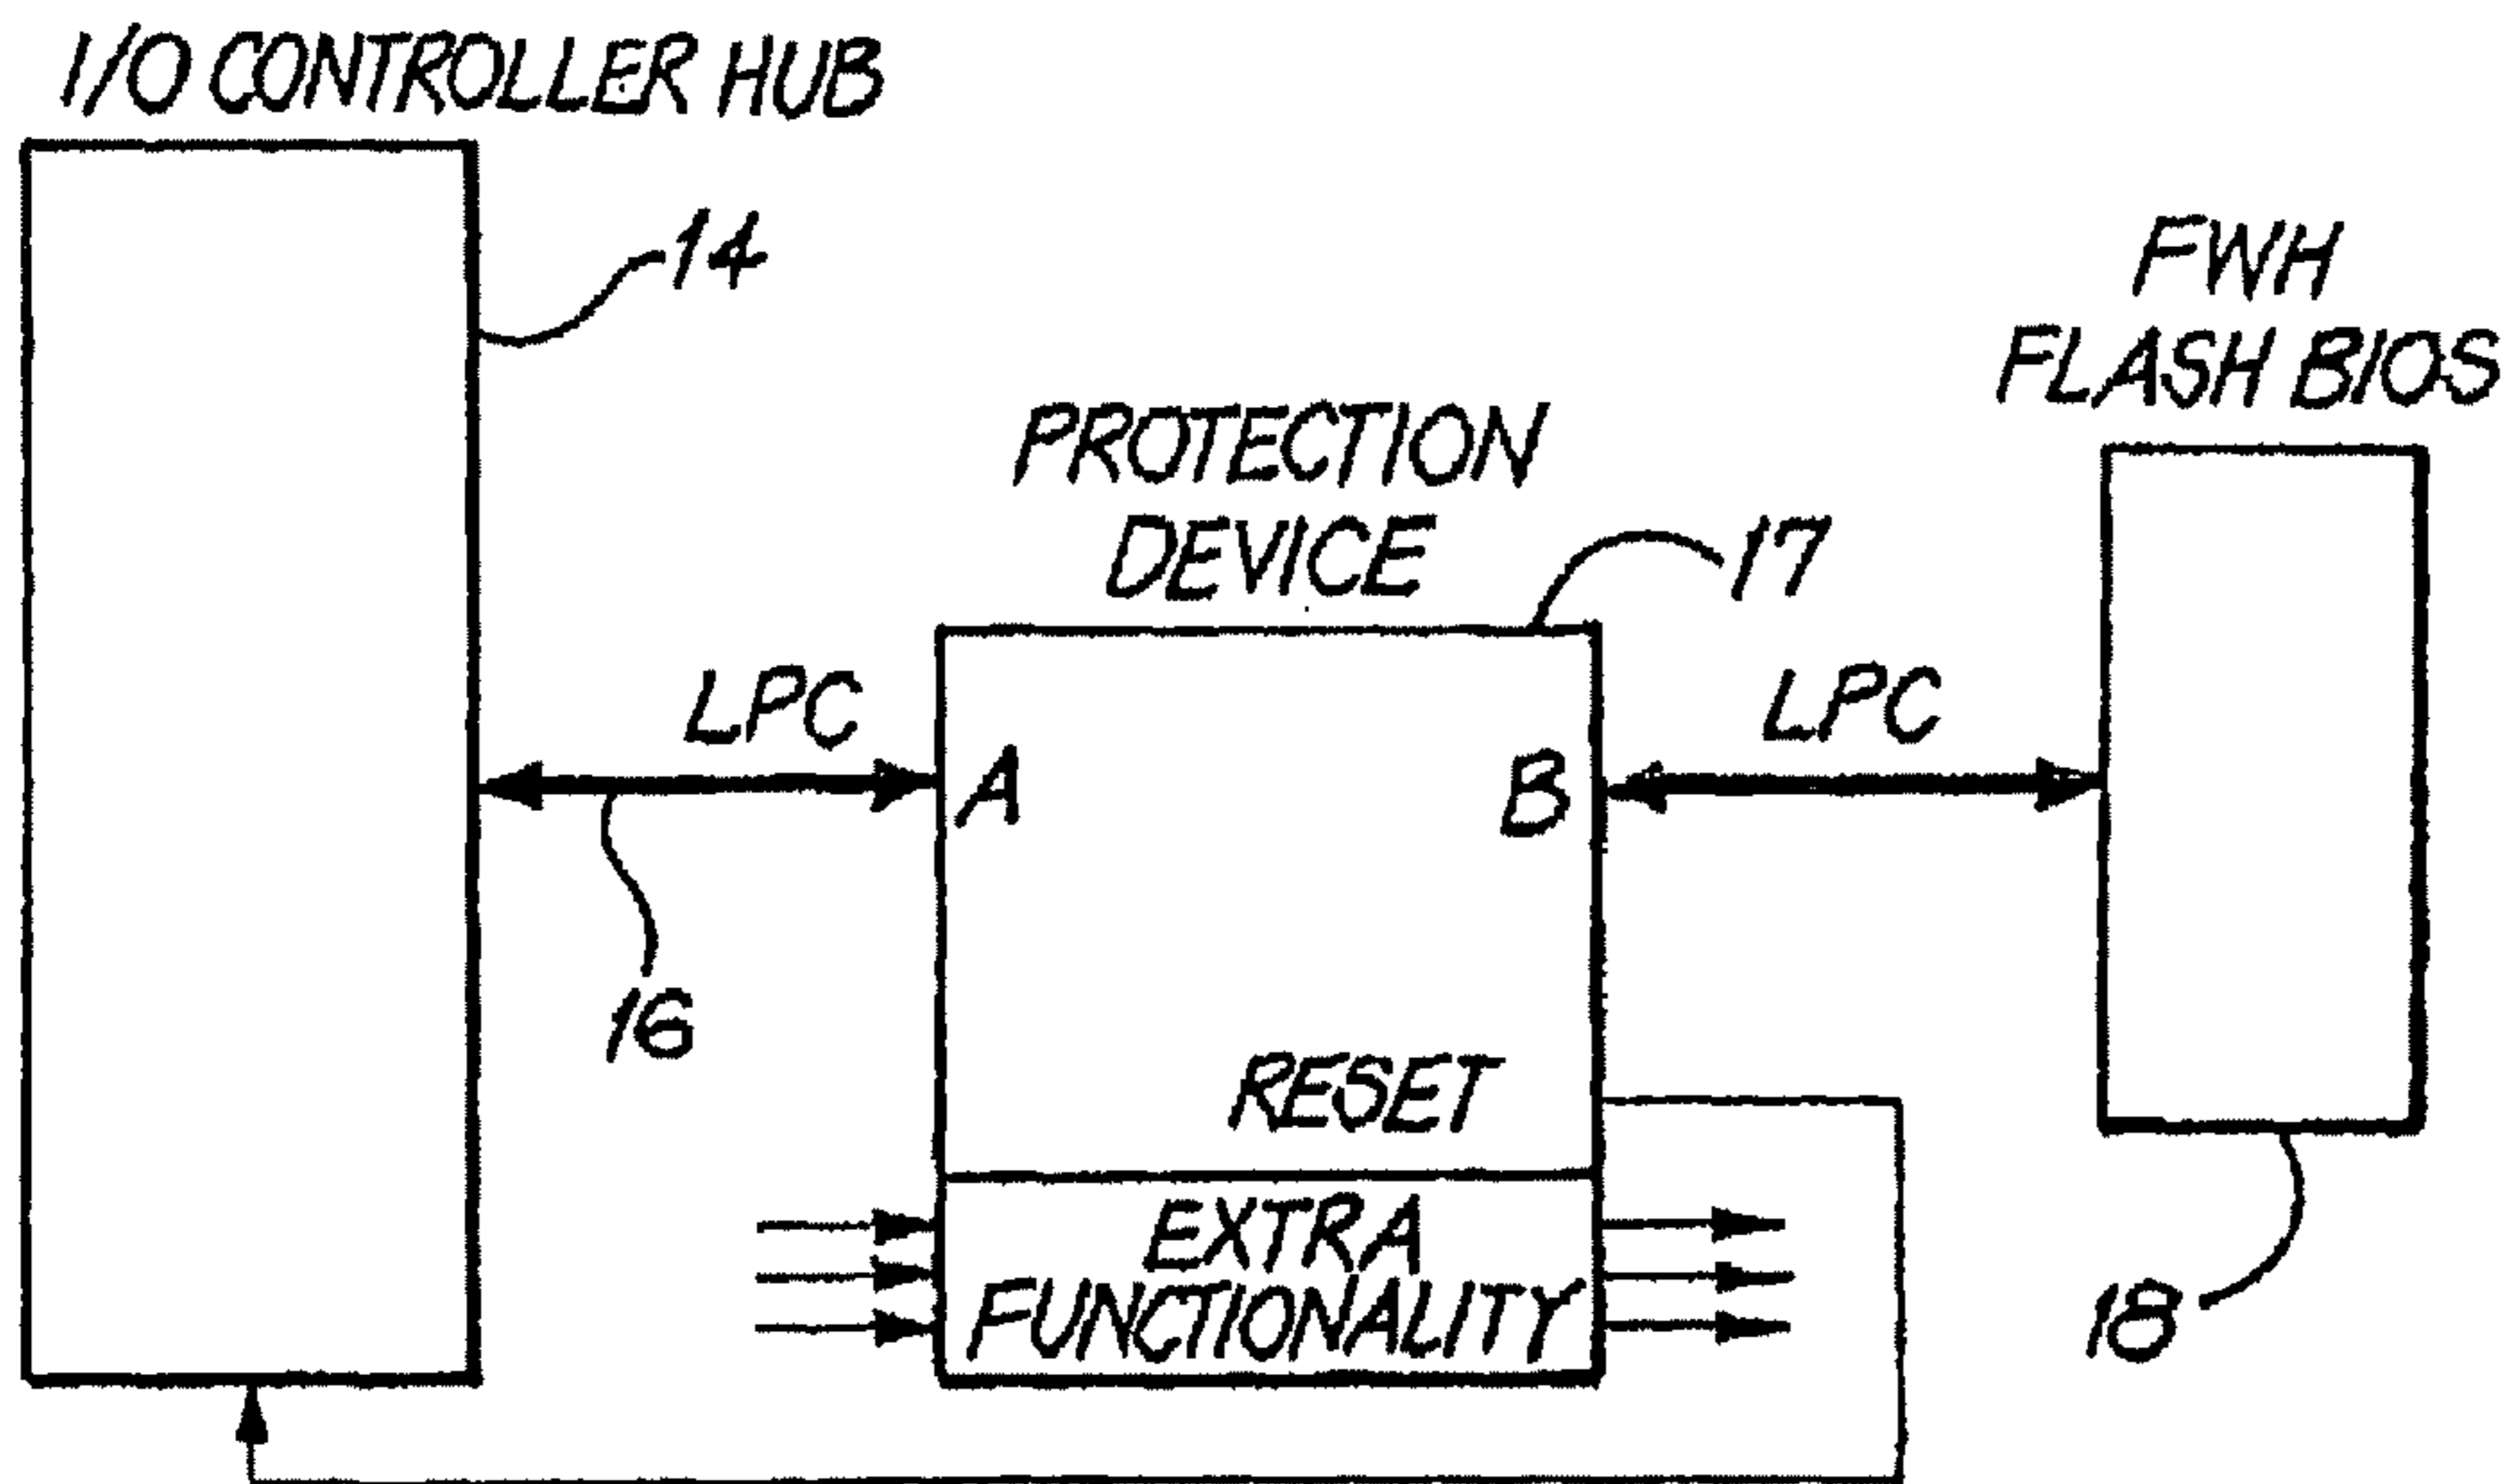 I/O CONTROLLER HUB
14
FWH
FLASH BIOS
PROTECTION
DEVICE
17
LPC
LPC
A
B
16
RESET
EXTRA
FUNCTIONALITY
18